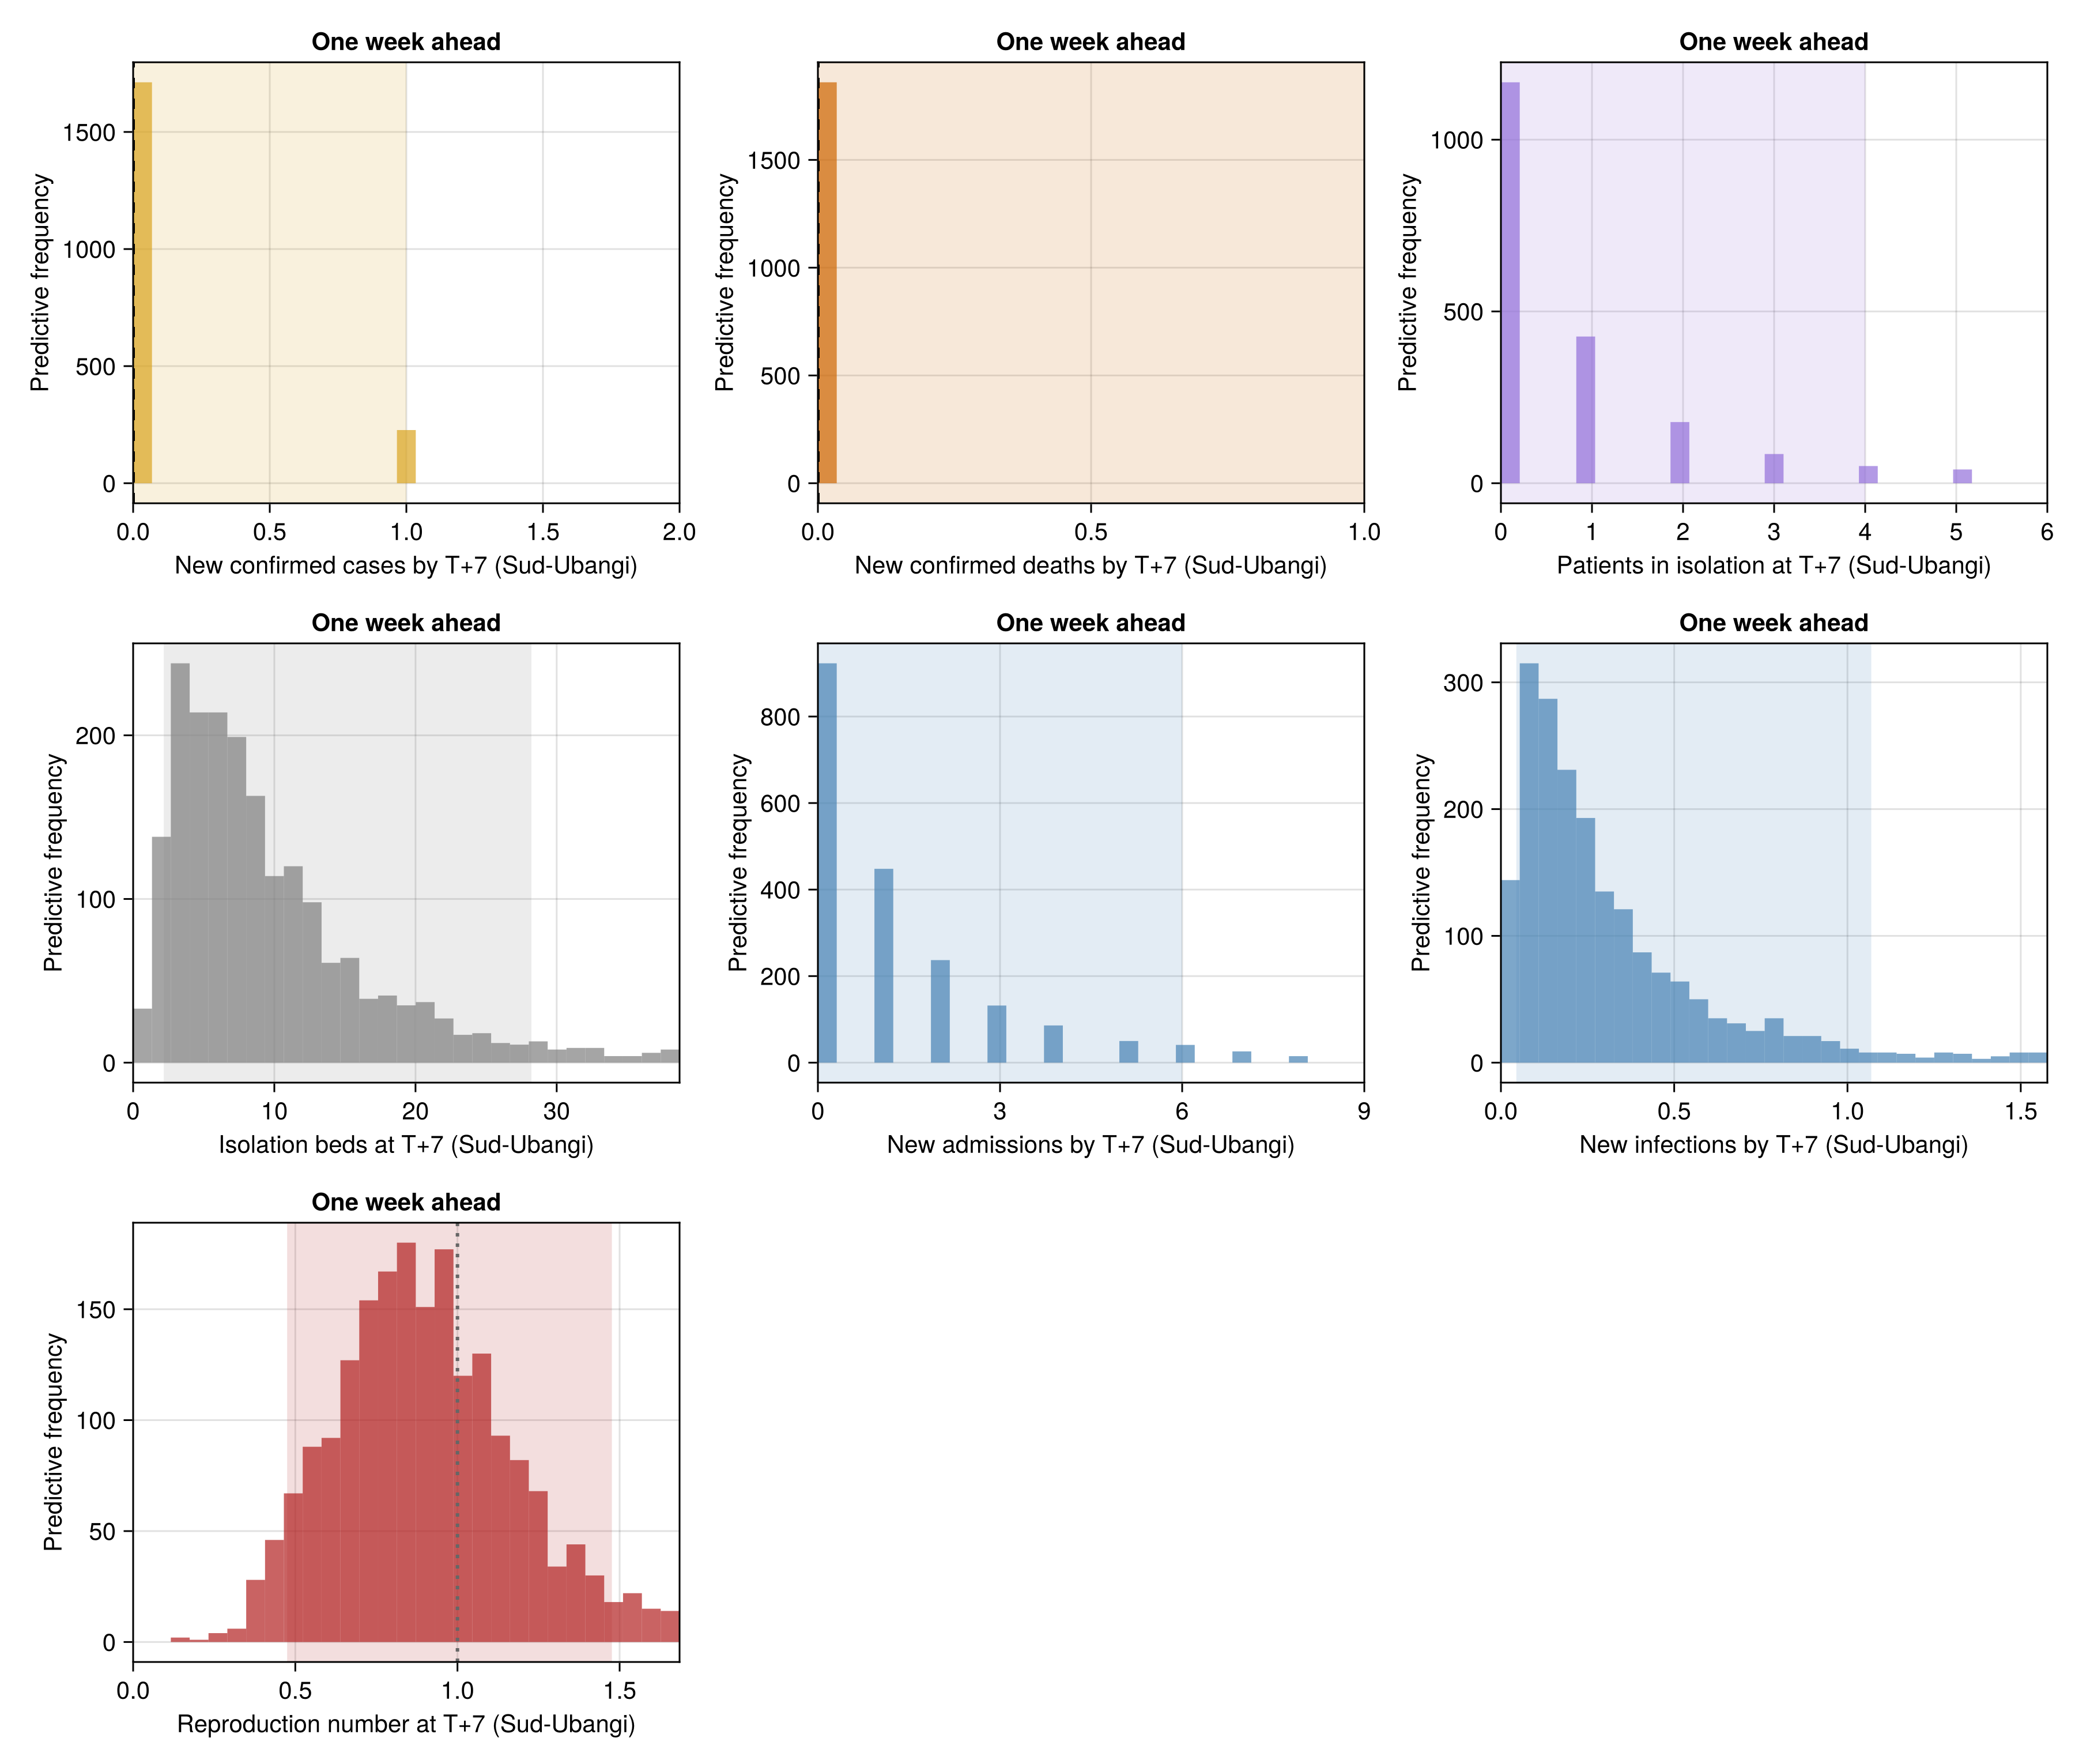 One week ahead
Predictive frequency
1500
1000
500
0
0.0 0.5 1.0 1.5 2.0
New confirmed cases by T+7 (Sud-Ubangi)
One week ahead
Predictive frequency
1500
1000
500
0
0.0 0.5 1.0
New confirmed deaths by T+7 (Sud-Ubangi)
One week ahead
Predictive frequency
1000
500
0
0 1 2 3 4 5 6
Patients in isolation at T+7 (Sud-Ubangi)
One week ahead
Predictive frequency
200
100
0
0 10 20 30
Isolation beds at T+7 (Sud-Ubangi)
One week ahead
Predictive frequency
800
600
400
200
0
0 3 6 9
New admissions by T+7 (Sud-Ubangi)
One week ahead
Predictive frequency
300
200
100
0
0.0 0.5 1.0 1.5
New infections by T+7 (Sud-Ubangi)
One week ahead
Predictive frequency
150
100
50
0
0.0 0.5 1.0 1.5
Reproduction number at T+7 (Sud-Ubangi)